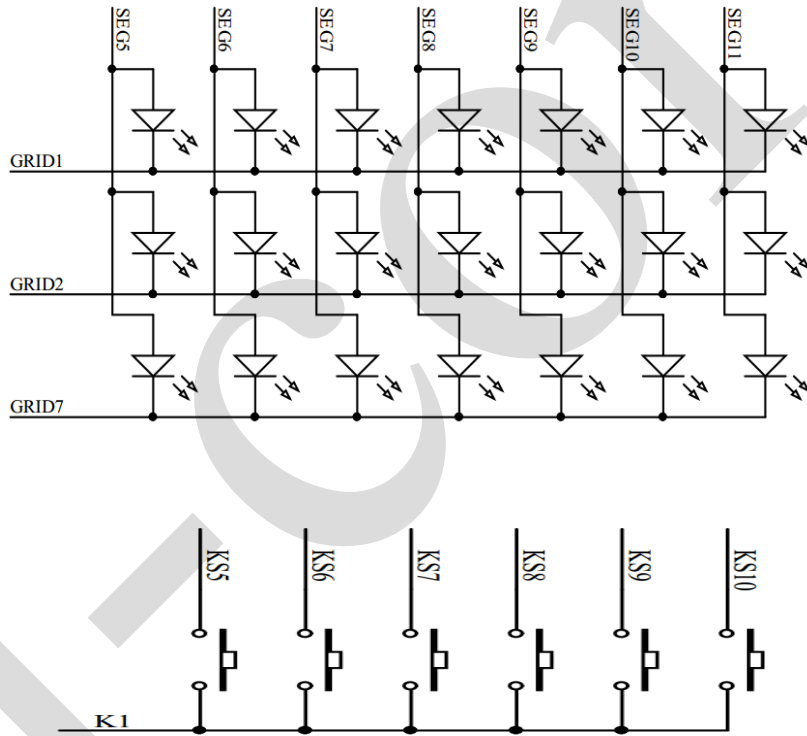 SEG5 SEG6 SEG7 SEG8 SEG9 SEG10 SEG11
GRID1
GRID2
GRID7
KS5 KS6 KS7 KS8 KS9 KS10
K1